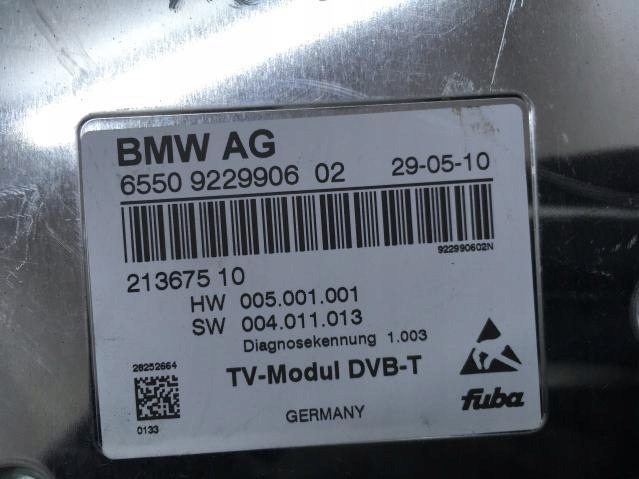 BMW AG
6550 9229906 02 29-05-10
922990602N
213675 10
HW 005.001.001
SW 004.011.013
Diagnosekennung 1.003
28252664
TV-Modul DVB-T
fuba
0133
GERMANY